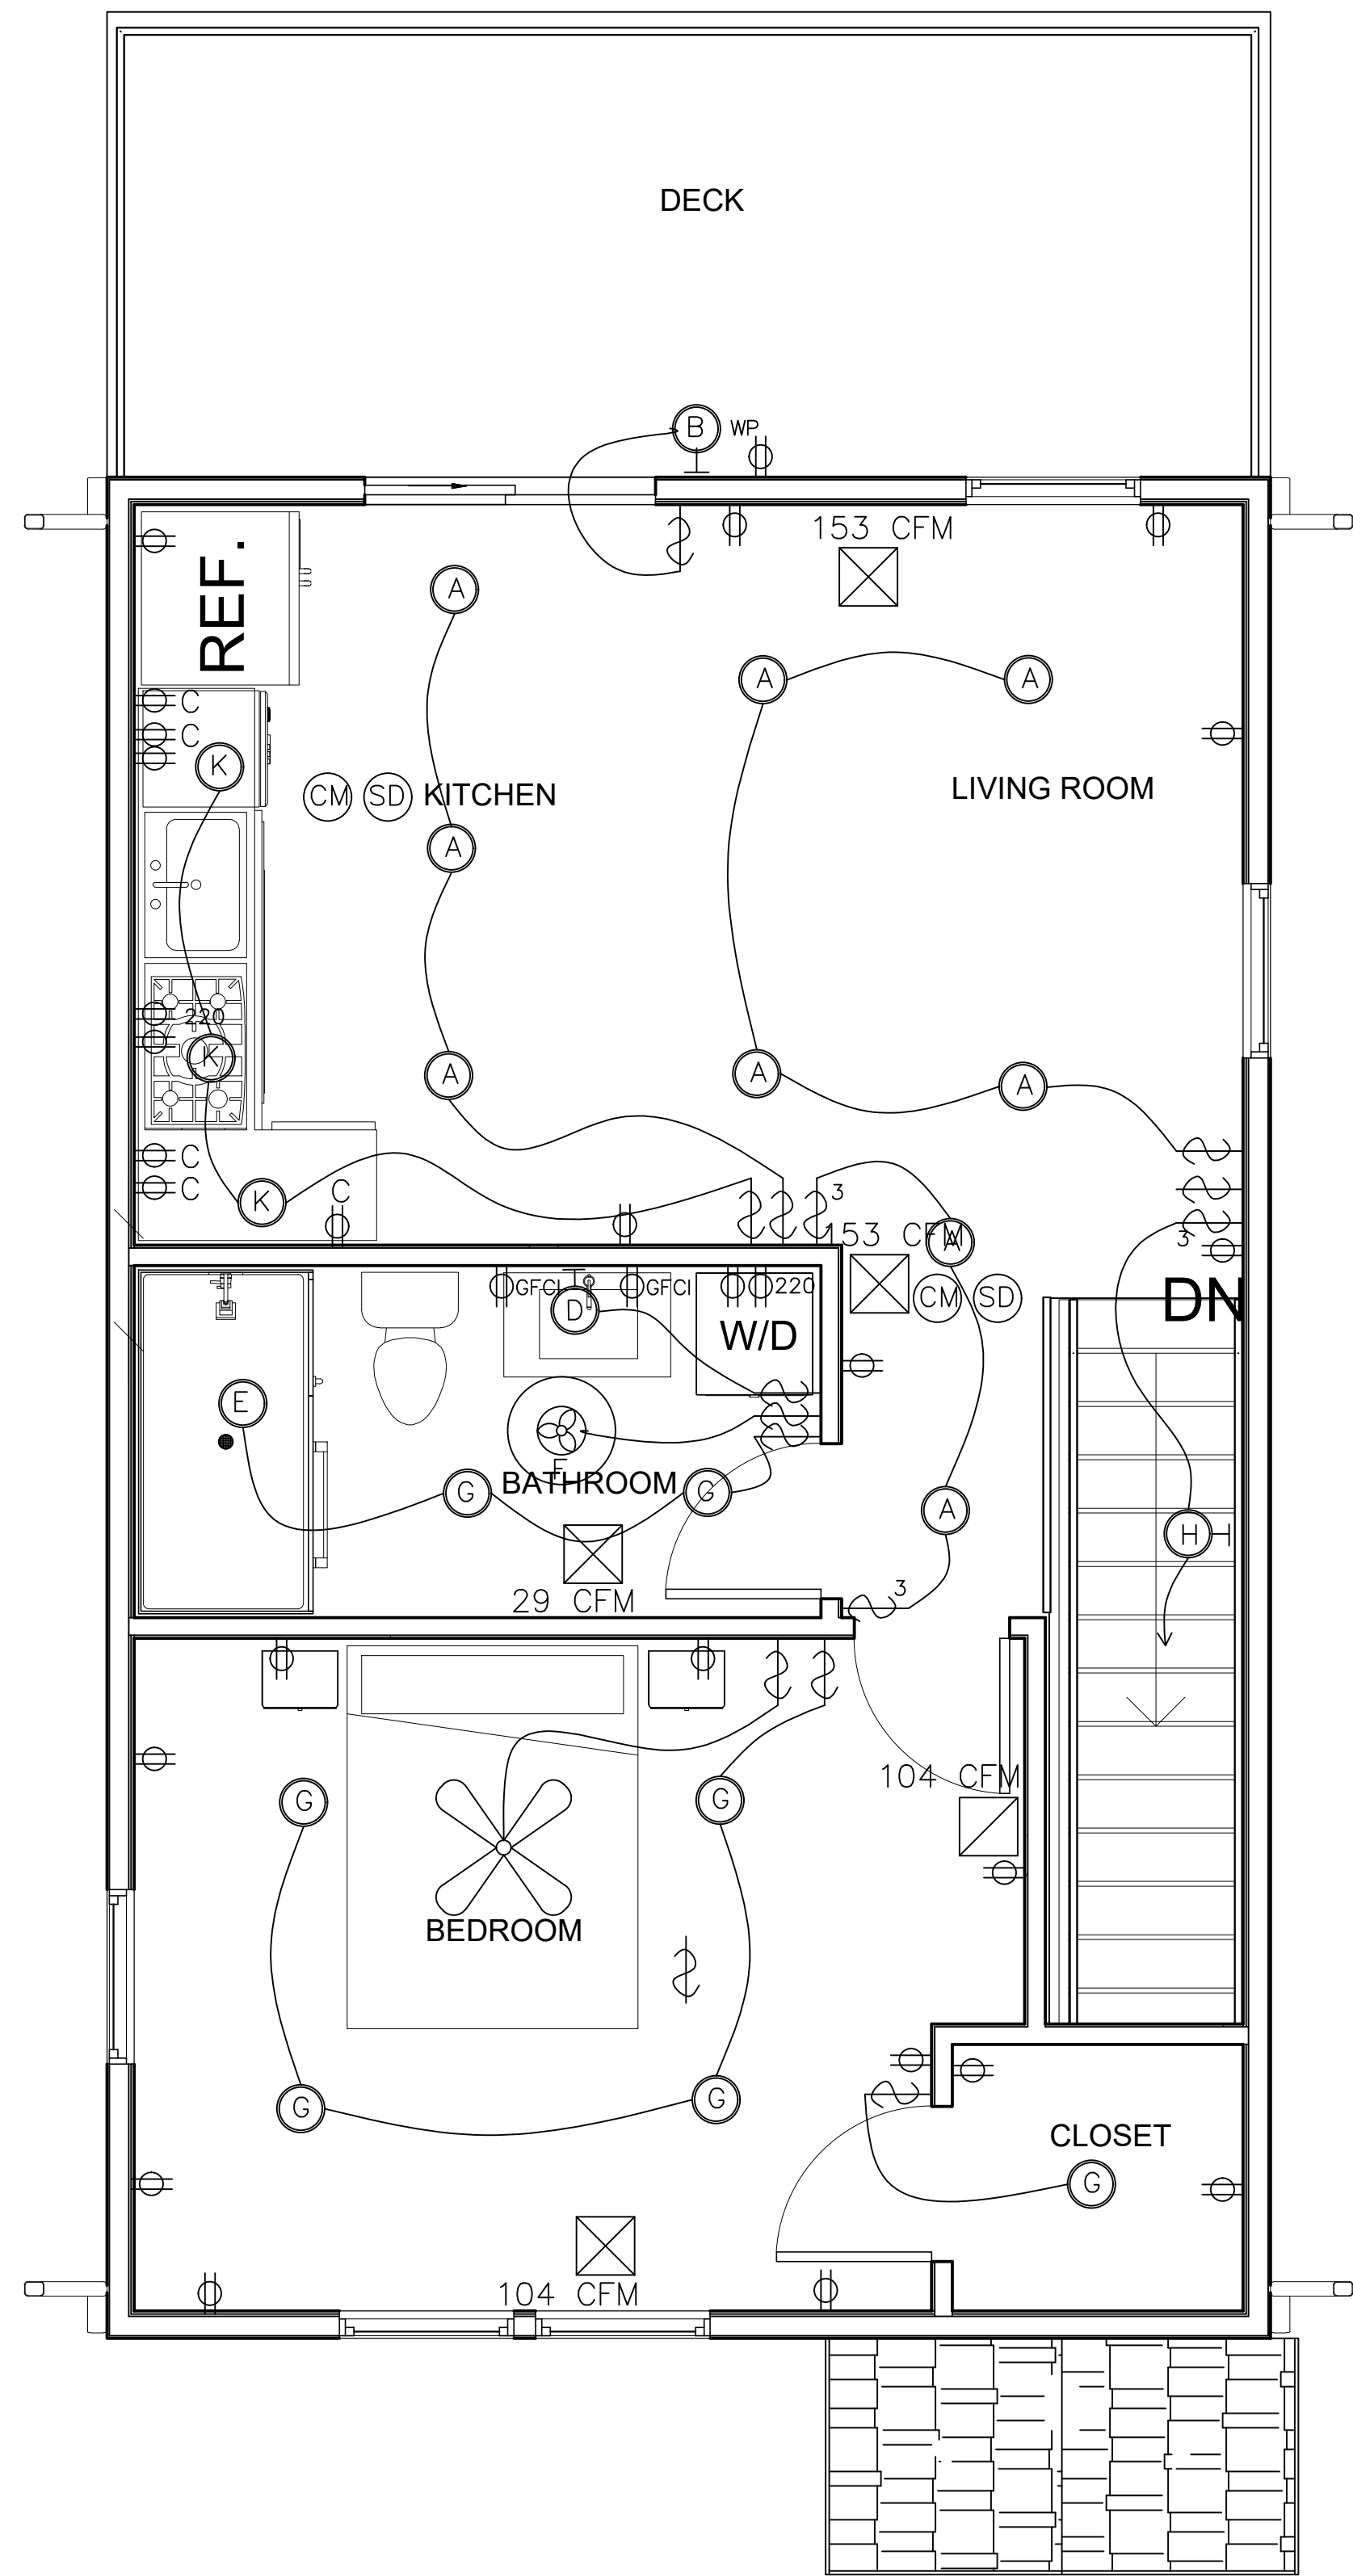 DECK
B WP
153 CFM
REF.
A
A A
C
C
K
CM SD KITCHEN
LIVING ROOM
A
220
K
A
A
A
C
C
K
C
3
153 CFM
A
3
GFCI
GFCI
220
D
CM SD
DN
W/D
E
F
BATHROOM
G
G
A
H
29 CFM
3
104 CFM
G
G
BEDROOM
G
G
CLOSET
G
104 CFM